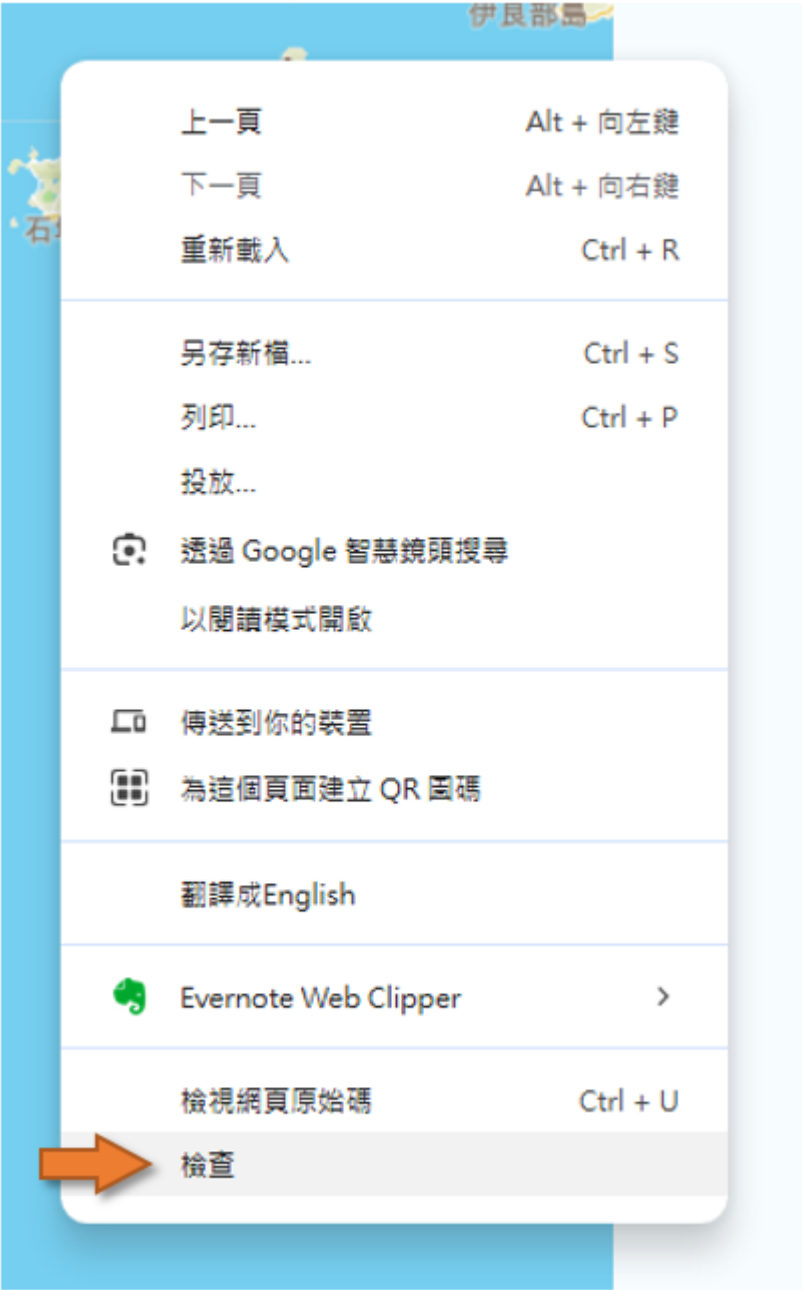 伊良部島
石
上一頁 Alt + 向左鍵
下一頁 Alt + 向右鍵
重新載入 Ctrl + R
另存新檔... Ctrl + S
列印... Ctrl + P
投放...
透過 Google 智慧鏡頭搜尋
以閱讀模式開啟
傳送到你的裝置
為這個頁面建立 QR 圖碼
翻譯成English
Evernote Web Clipper
檢視網頁原始碼 Ctrl + U
檢查